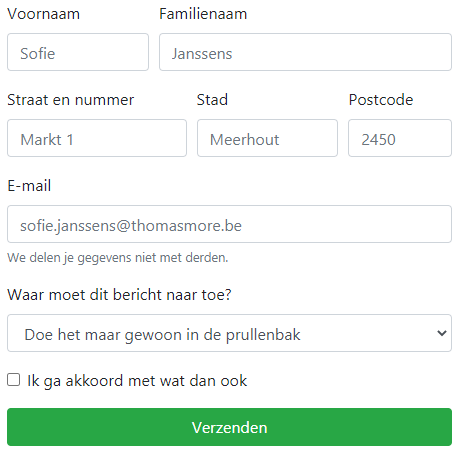 Voornaam Familienaam
Sofie Janssens
Straat en nummer Stad Postcode
Markt 1 Meerhout 2450
E-mail
sofie.janssens@thomasmore.be
We delen je gegevens niet met derden.
Waar moet dit bericht naar toe?
Doe het maar gewoon in de prullenbak
Ik ga akkoord met wat dan ook
Verzenden